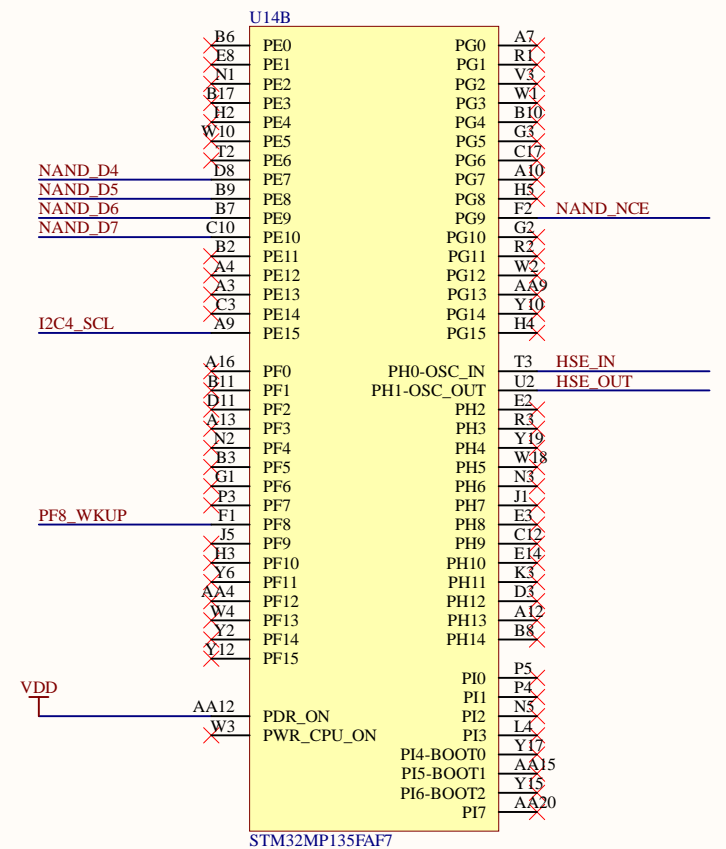 U14B
B6 PE0 PG0 A7
E8 PE1 PG1 R1
N1 PE2 PG2 V3
B17 PE3 PG3 W1
H2 PE4 PG4 B10
W10 PE5 PG5 G3
T2 PE6 PG6 C17
NAND_D4 D8 PE7 PG7 A10
NAND_D5 B9 PE8 PG8 H5
NAND_D6 B7 PE9 PG9 F2 NAND_NCE
NAND_D7 C10 PE10 PG10 G2
B2 PE11 PG11 R2
A4 PE12 PG12 W2
A3 PE13 PG13 AA9
C3 PE14 PG14 Y10
I2C4_SCL A9 PE15 PG15 H4
A16 PF0 PH0-OSC_IN T3 HSE_IN
B11 PF1 PH1-OSC_OUT U2 HSE_OUT
D11 PF2 PH2 E2
A13 PF3 PH3 R3
N2 PF4 PH4 Y19
B3 PF5 PH5 W18
G1 PF6 PH6 N3
P3 PF7 PH7 J1
PF8_WKUP F1 PF8 PH8 E3
J5 PF9 PH9 C12
H3 PF10 PH10 E14
Y6 PF11 PH11 K3
AA4 PF12 PH12 D3
W4 PF13 PH13 A12
Y2 PF14 PH14 B8
Y12 PF15
PI0 P5
PI1 P4
VDD AA12 PDR_ON PI2 N5
W3 PWR_CPU_ON PI3 L4
PI4-BOOT0 Y17
PI5-BOOT1 AA15
PI6-BOOT2 Y15
PI7 AA20
STM32MP135FAF7